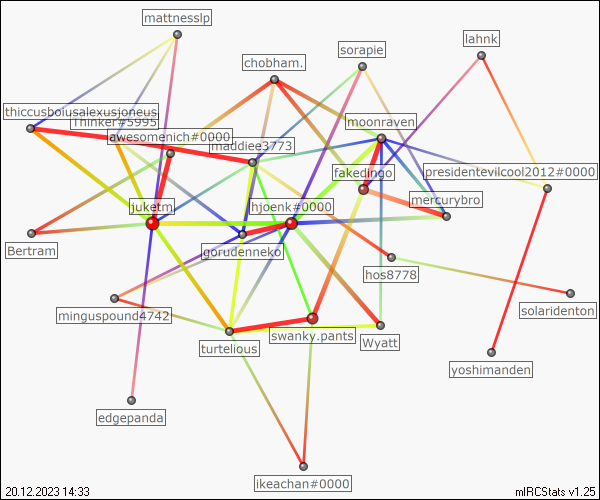 mattnesslp
lahnk
sorapie
chobham.
thiccusboiusalexusjoneus
Thinker#5995
moonraven
awesomenich#0000
maddiee3773
fakedingo
presidentevilcool2012#0000
mercurybro
juketm
hjoenk#0000
Bertram
gorudenneko
hos8778
solaridenton
minguspound4742
swanky.pants
Wyatt
turtelious
yoshimanden
edgepanda
ikeachan#0000
20.12.2023 14:33
mIRCStats v1.25